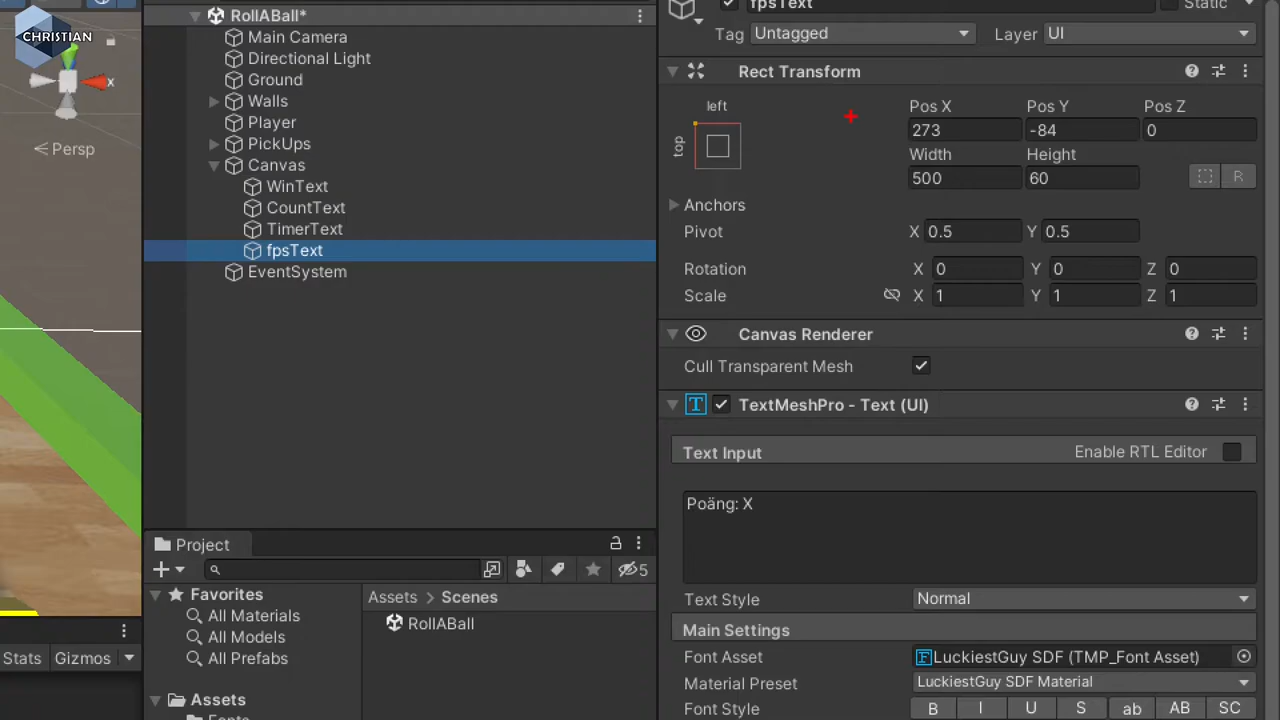 CHRISTIAN
x
Persp
Stats Gizmos
RollABall*
Main Camera
Directional Light
Ground
Walls
Player
PickUps
Canvas
WinText
CountText
TimerText
fpsText
EventSystem
Project
5
Favorites
All Materials
All Models
All Prefabs
Assets
Assets > Scenes
RollABall
fpsText Static
Tag Untagged Layer UI
Rect Transform
left
top
Pos X Pos Y Pos Z
273 -84 0
Width Height
500 60
R
Anchors
Pivot X 0.5 Y 0.5
Rotation X 0 Y 0 Z 0
Scale X 1 Y 1 Z 1
Canvas Renderer
Cull Transparent Mesh
TextMeshPro - Text (UI)
Text Input Enable RTL Editor
Poäng: X
Text Style Normal
Main Settings
Font Asset LuckiestGuy SDF (TMP_Font Asset)
Material Preset LuckiestGuy SDF Material
Font Style B I U S ab AB SC